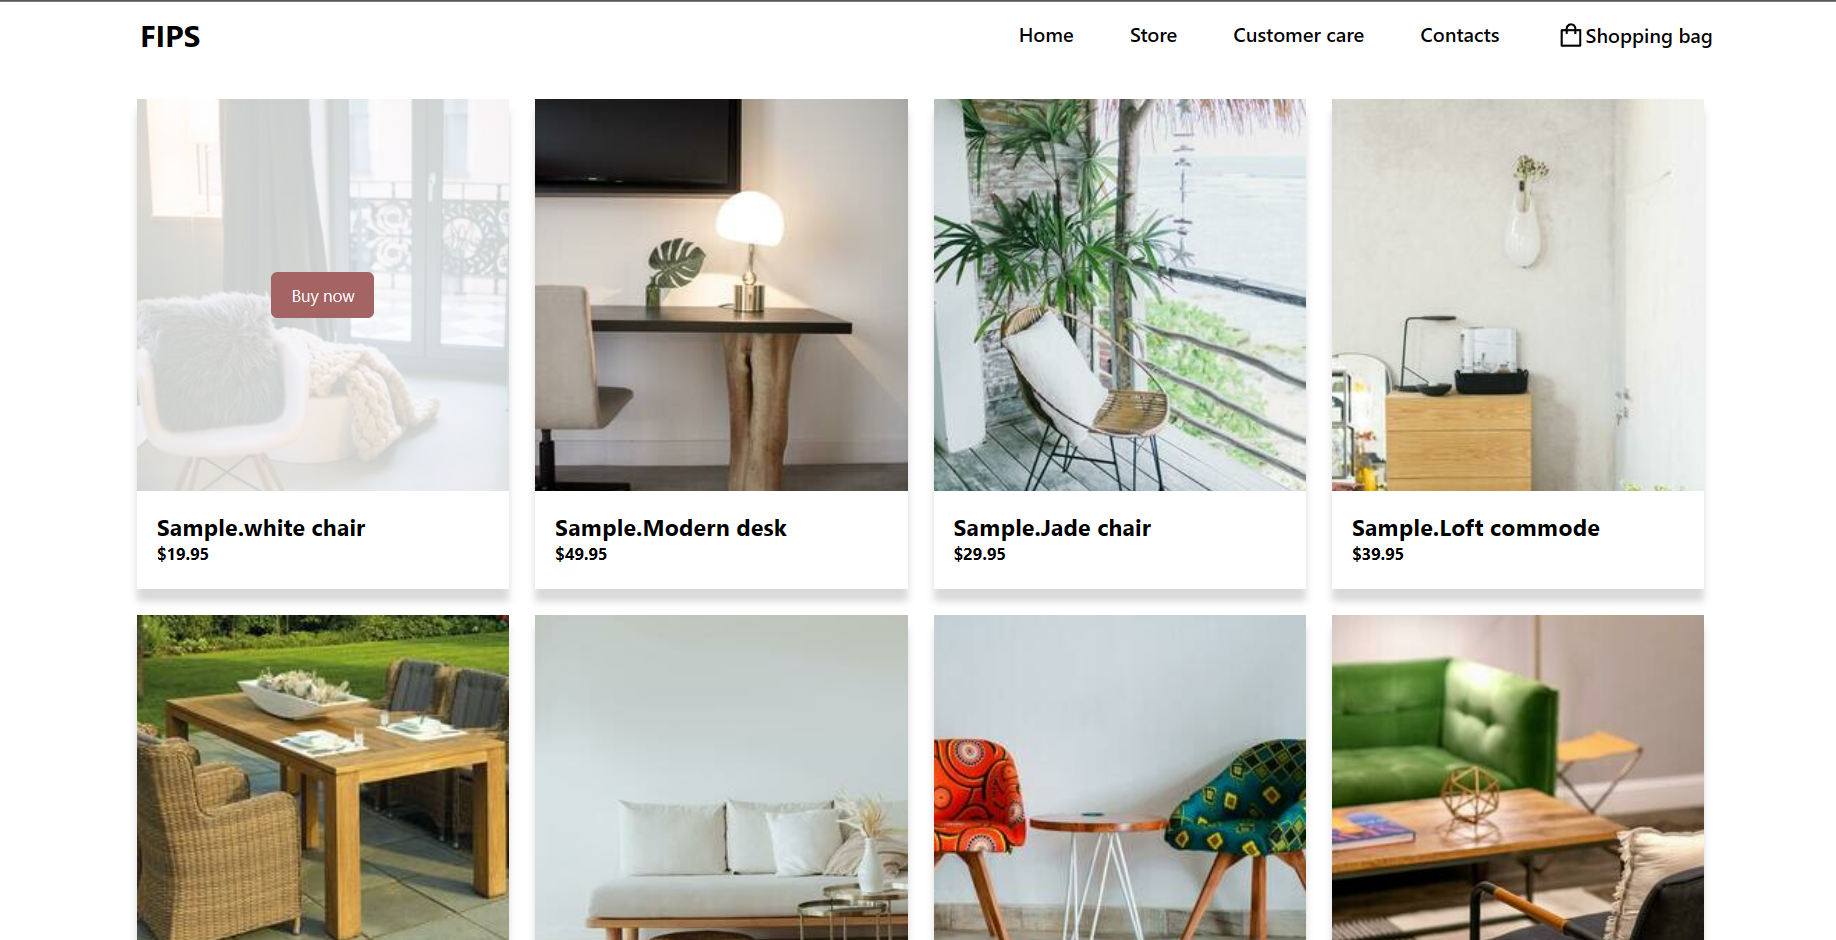 FIPS
Home
Store
Customer care
Contacts
Shopping bag
Buy now
Sample.white chair
$19.95
Sample.Modern desk
$49.95
Sample.Jade chair
$29.95
Sample.Loft commode
$39.95